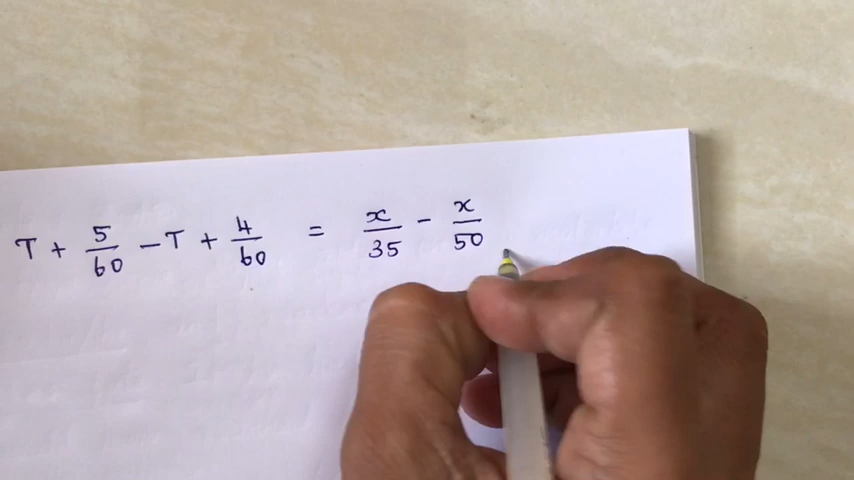 T + 5/60 - T + 4/60 = x/35 - x/50